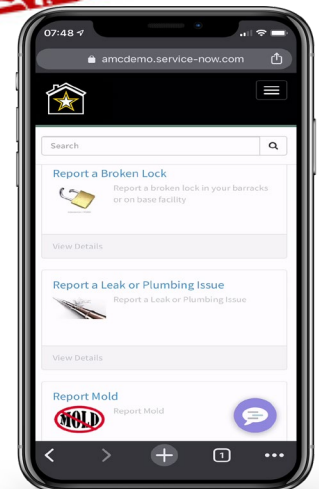 07:48
amcdemo.service-now.com
Search
Report a Broken Lock
Report a broken lock in your barracks
or on base facility
View Details
Report a Leak or Plumbing Issue
Report a Leak or Plumbing Issue
View Details
Report Mold
MOLD
Report Mold
1